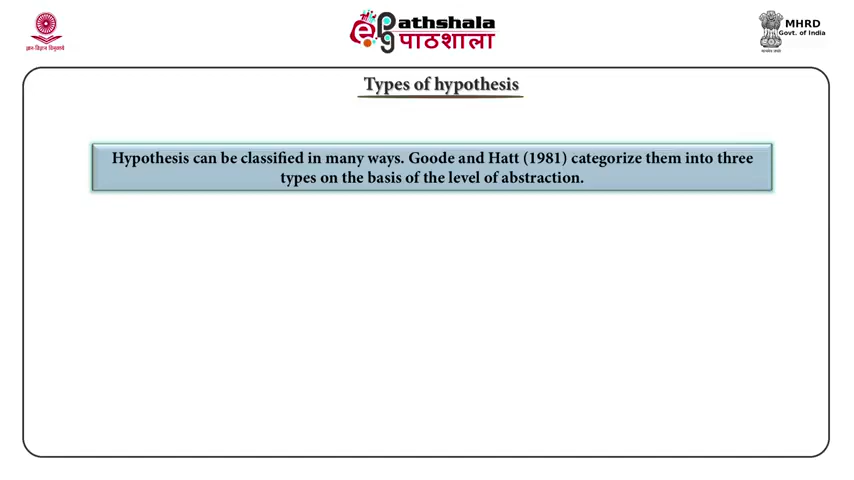 ePG athshala
पाठशाला
MHRD
Govt. of India
Types of hypothesis
Hypothesis can be classified in many ways. Goode and Hatt (1981) categorize them into three
types on the basis of the level of abstraction.